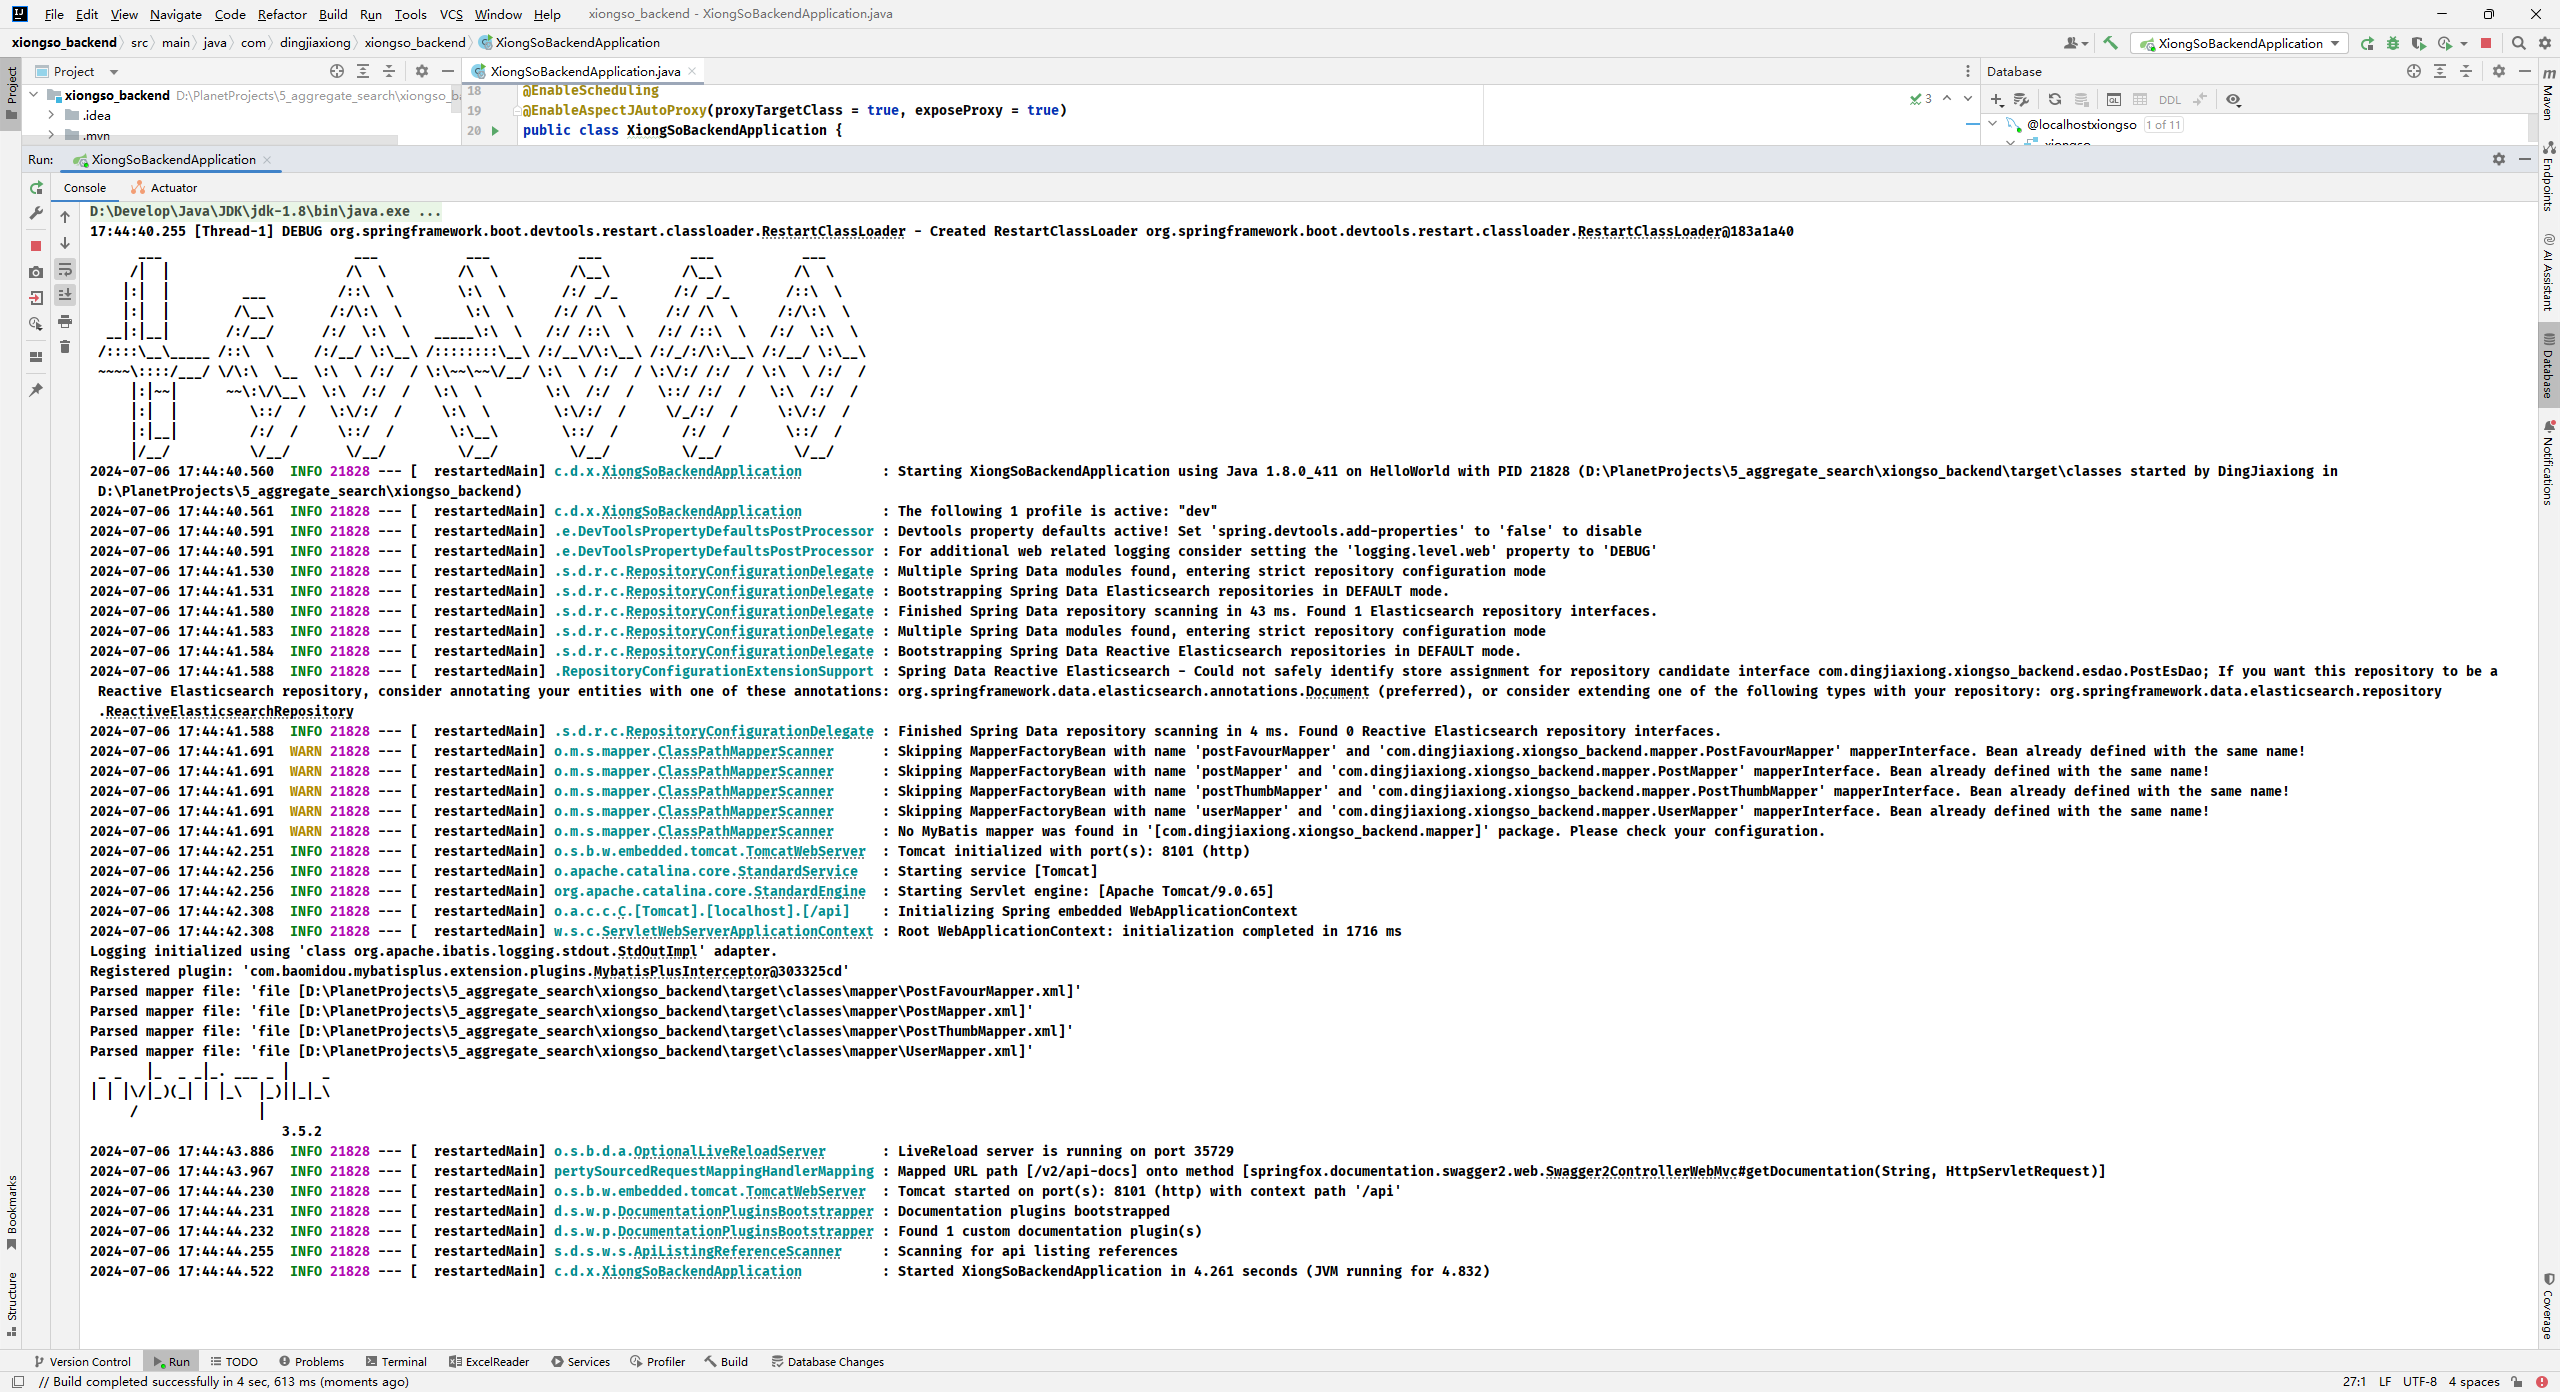 File Edit View Navigate Code Refactor Build Run Tools VCS Window Help xiongso_backend - XiongSoBackendApplication.java
xiongso_backend src main java com dingjiaxiong xiongso_backend XiongSoBackendApplication XiongSoBackendApplication
Project XiongSoBackendApplication.java Database
xiongso_backend D:\PlanetProjects\5_aggregate_search\xiongso_b
.idea
.mvn
18 @EnableScheduling
19 @EnableAspectJAutoProxy(proxyTargetClass = true, exposeProxy = true)
20 public class XiongSoBackendApplication {
3
DDL
@localhostxiongso 1 of 11
xiongso
Run: XiongSoBackendApplication
Console Actuator
D:\Develop\Java\JDK\jdk-1.8\bin\java.exe ...
17:44:40.255 [Thread-1] DEBUG org.springframework.boot.devtools.restart.classloader.RestartClassLoader - Created RestartClassLoader org.springframework.boot.devtools.restart.classloader.RestartClassLoader@183a1a40
2024-07-06 17:44:40.560  INFO 21828 --- [  restartedMain] c.d.x.XiongSoBackendApplication          : Starting XiongSoBackendApplication using Java 1.8.0_411 on HelloWorld with PID 21828 (D:\PlanetProjects\5_aggregate_search\xiongso_backend\target\classes started by DingJiaxiong in
D:\PlanetProjects\5_aggregate_search\xiongso_backend)
2024-07-06 17:44:40.561  INFO 21828 --- [  restartedMain] c.d.x.XiongSoBackendApplication          : The following 1 profile is active: "dev"
2024-07-06 17:44:40.591  INFO 21828 --- [  restartedMain] .e.DevToolsPropertyDefaultsPostProcessor : Devtools property defaults active! Set 'spring.devtools.add-properties' to 'false' to disable
2024-07-06 17:44:40.591  INFO 21828 --- [  restartedMain] .e.DevToolsPropertyDefaultsPostProcessor : For additional web related logging consider setting the 'logging.level.web' property to 'DEBUG'
2024-07-06 17:44:41.530  INFO 21828 --- [  restartedMain] .s.d.r.c.RepositoryConfigurationDelegate : Multiple Spring Data modules found, entering strict repository configuration mode
2024-07-06 17:44:41.531  INFO 21828 --- [  restartedMain] .s.d.r.c.RepositoryConfigurationDelegate : Bootstrapping Spring Data Elasticsearch repositories in DEFAULT mode.
2024-07-06 17:44:41.580  INFO 21828 --- [  restartedMain] .s.d.r.c.RepositoryConfigurationDelegate : Finished Spring Data repository scanning in 43 ms. Found 1 Elasticsearch repository interfaces.
2024-07-06 17:44:41.583  INFO 21828 --- [  restartedMain] .s.d.r.c.RepositoryConfigurationDelegate : Multiple Spring Data modules found, entering strict repository configuration mode
2024-07-06 17:44:41.584  INFO 21828 --- [  restartedMain] .s.d.r.c.RepositoryConfigurationDelegate : Bootstrapping Spring Data Reactive Elasticsearch repositories in DEFAULT mode.
2024-07-06 17:44:41.588  INFO 21828 --- [  restartedMain] .RepositoryConfigurationExtensionSupport : Spring Data Reactive Elasticsearch - Could not safely identify store assignment for repository candidate interface com.dingjiaxiong.xiongso_backend.esdao.PostEsDao; If you want this repository to be a
Reactive Elasticsearch repository, consider annotating your entities with one of these annotations: org.springframework.data.elasticsearch.annotations.Document (preferred), or consider extending one of the following types with your repository: org.springframework.data.elasticsearch.repository
.ReactiveElasticsearchRepository
2024-07-06 17:44:41.588  INFO 21828 --- [  restartedMain] .s.d.r.c.RepositoryConfigurationDelegate : Finished Spring Data repository scanning in 4 ms. Found 0 Reactive Elasticsearch repository interfaces.
2024-07-06 17:44:41.691  WARN 21828 --- [  restartedMain] o.m.s.mapper.ClassPathMapperScanner      : Skipping MapperFactoryBean with name 'postFavourMapper' and 'com.dingjiaxiong.xiongso_backend.mapper.PostFavourMapper' mapperInterface. Bean already defined with the same name!
2024-07-06 17:44:41.691  WARN 21828 --- [  restartedMain] o.m.s.mapper.ClassPathMapperScanner      : Skipping MapperFactoryBean with name 'postMapper' and 'com.dingjiaxiong.xiongso_backend.mapper.PostMapper' mapperInterface. Bean already defined with the same name!
2024-07-06 17:44:41.691  WARN 21828 --- [  restartedMain] o.m.s.mapper.ClassPathMapperScanner      : Skipping MapperFactoryBean with name 'postThumbMapper' and 'com.dingjiaxiong.xiongso_backend.mapper.PostThumbMapper' mapperInterface. Bean already defined with the same name!
2024-07-06 17:44:41.691  WARN 21828 --- [  restartedMain] o.m.s.mapper.ClassPathMapperScanner      : Skipping MapperFactoryBean with name 'userMapper' and 'com.dingjiaxiong.xiongso_backend.mapper.UserMapper' mapperInterface. Bean already defined with the same name!
2024-07-06 17:44:41.691  WARN 21828 --- [  restartedMain] o.m.s.mapper.ClassPathMapperScanner      : No MyBatis mapper was found in '[com.dingjiaxiong.xiongso_backend.mapper]' package. Please check your configuration.
2024-07-06 17:44:42.251  INFO 21828 --- [  restartedMain] o.s.b.w.embedded.tomcat.TomcatWebServer  : Tomcat initialized with port(s): 8101 (http)
2024-07-06 17:44:42.256  INFO 21828 --- [  restartedMain] o.apache.catalina.core.StandardService   : Starting service [Tomcat]
2024-07-06 17:44:42.256  INFO 21828 --- [  restartedMain] org.apache.catalina.core.StandardEngine  : Starting Servlet engine: [Apache Tomcat/9.0.65]
2024-07-06 17:44:42.308  INFO 21828 --- [  restartedMain] o.a.c.c.C.[Tomcat].[localhost].[/api]    : Initializing Spring embedded WebApplicationContext
2024-07-06 17:44:42.308  INFO 21828 --- [  restartedMain] w.s.c.ServletWebServerApplicationContext : Root WebApplicationContext: initialization completed in 1716 ms
Logging initialized using 'class org.apache.ibatis.logging.stdout.StdOutImpl' adapter.
Registered plugin: 'com.baomidou.mybatisplus.extension.plugins.MybatisPlusInterceptor@303325cd'
Parsed mapper file: 'file [D:\PlanetProjects\5_aggregate_search\xiongso_backend\target\classes\mapper\PostFavourMapper.xml]'
Parsed mapper file: 'file [D:\PlanetProjects\5_aggregate_search\xiongso_backend\target\classes\mapper\PostMapper.xml]'
Parsed mapper file: 'file [D:\PlanetProjects\5_aggregate_search\xiongso_backend\target\classes\mapper\PostThumbMapper.xml]'
Parsed mapper file: 'file [D:\PlanetProjects\5_aggregate_search\xiongso_backend\target\classes\mapper\UserMapper.xml]'
3.5.2
2024-07-06 17:44:43.886  INFO 21828 --- [  restartedMain] o.s.b.d.a.OptionalLiveReloadServer       : LiveReload server is running on port 35729
2024-07-06 17:44:43.967  INFO 21828 --- [  restartedMain] pertySourcedRequestMappingHandlerMapping : Mapped URL path [/v2/api-docs] onto method [springfox.documentation.swagger2.web.Swagger2ControllerWebMvc#getDocumentation(String, HttpServletRequest)]
2024-07-06 17:44:44.230  INFO 21828 --- [  restartedMain] o.s.b.w.embedded.tomcat.TomcatWebServer  : Tomcat started on port(s): 8101 (http) with context path '/api'
2024-07-06 17:44:44.231  INFO 21828 --- [  restartedMain] d.s.w.p.DocumentationPluginsBootstrapper : Documentation plugins bootstrapped
2024-07-06 17:44:44.232  INFO 21828 --- [  restartedMain] d.s.w.p.DocumentationPluginsBootstrapper : Found 1 custom documentation plugin(s)
2024-07-06 17:44:44.255  INFO 21828 --- [  restartedMain] s.d.s.w.s.ApiListingReferenceScanner     : Scanning for api listing references
2024-07-06 17:44:44.522  INFO 21828 --- [  restartedMain] c.d.x.XiongSoBackendApplication          : Started XiongSoBackendApplication in 4.261 seconds (JVM running for 4.832)
Project
Bookmarks
Structure
Maven
Endpoints
AI Assistant
Database
Notifications
Coverage
Version Control Run TODO Problems Terminal ExcelReader Services Profiler Build Database Changes
// Build completed successfully in 4 sec, 613 ms (moments ago) 27:1 LF UTF-8 4 spaces